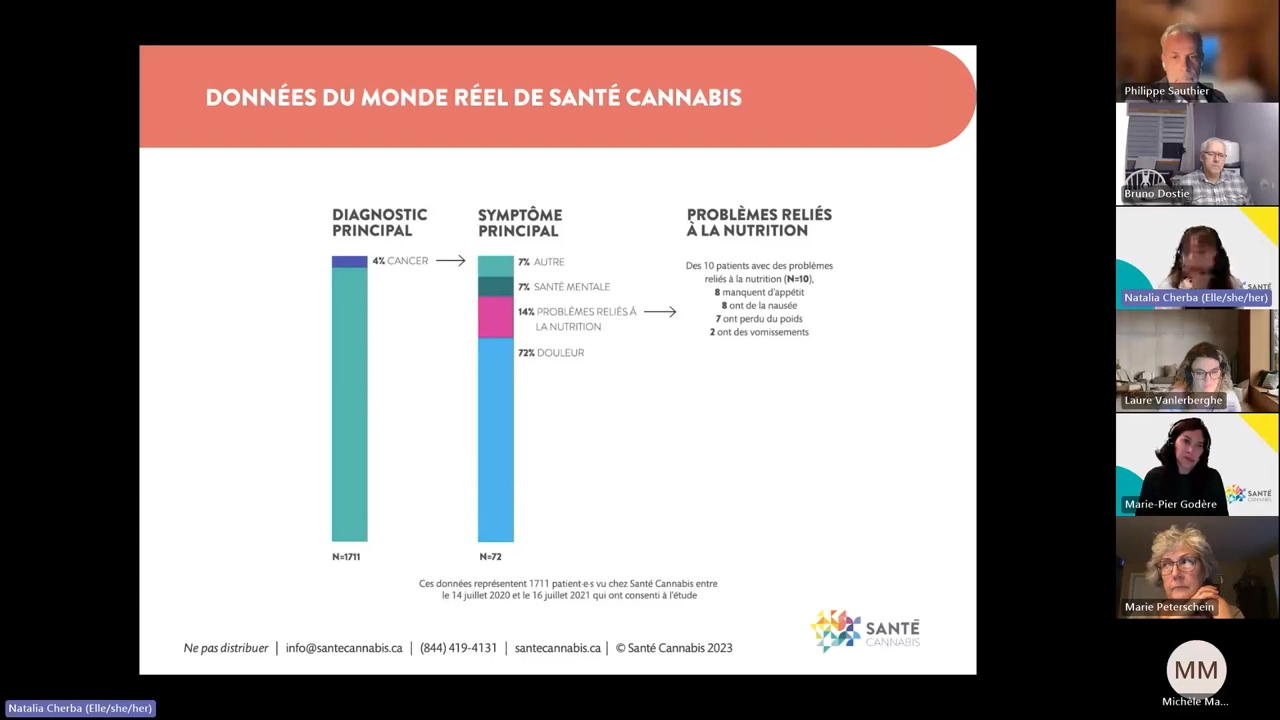 DONNÉES DU MONDE RÉEL DE SANTÉ CANNABIS
DIAGNOSTIC
PRINCIPAL
4% CANCER
N=1711
SYMPTÔME
PRINCIPAL
7% AUTRE
7% SANTÉ MENTALE
14% PROBLÈMES RELIÉS À
LA NUTRITION
72% DOULEUR
N=72
PROBLÈMES RELIÉS
À LA NUTRITION
Des 10 patients avec des problèmes
reliés à la nutrition (N=10),
8 manquent d'appétit
8 ont de la nausée
7 ont perdu du poids
2 ont des vomissements
Ces données représentent 1711 patient·e·s vu chez Santé Cannabis entre
le 14 juillet 2020 et le 16 juillet 2021 qui ont consenti à l'étude
Ne pas distribuer | info@santecannabis.ca | (844) 419-4131 | santecannabis.ca | © Santé Cannabis 2023
SANTÉ
CANNABIS
Philippe Sauthier
Bruno Dostie
Natalia Cherba (Elle/she/her)
Laure Vanlerberghe
SANTÉ
CANNABIS
Marie-Pier Godère
Marie Peterschein
MM
Michèle Ma...
Natalia Cherba (Elle/she/her)